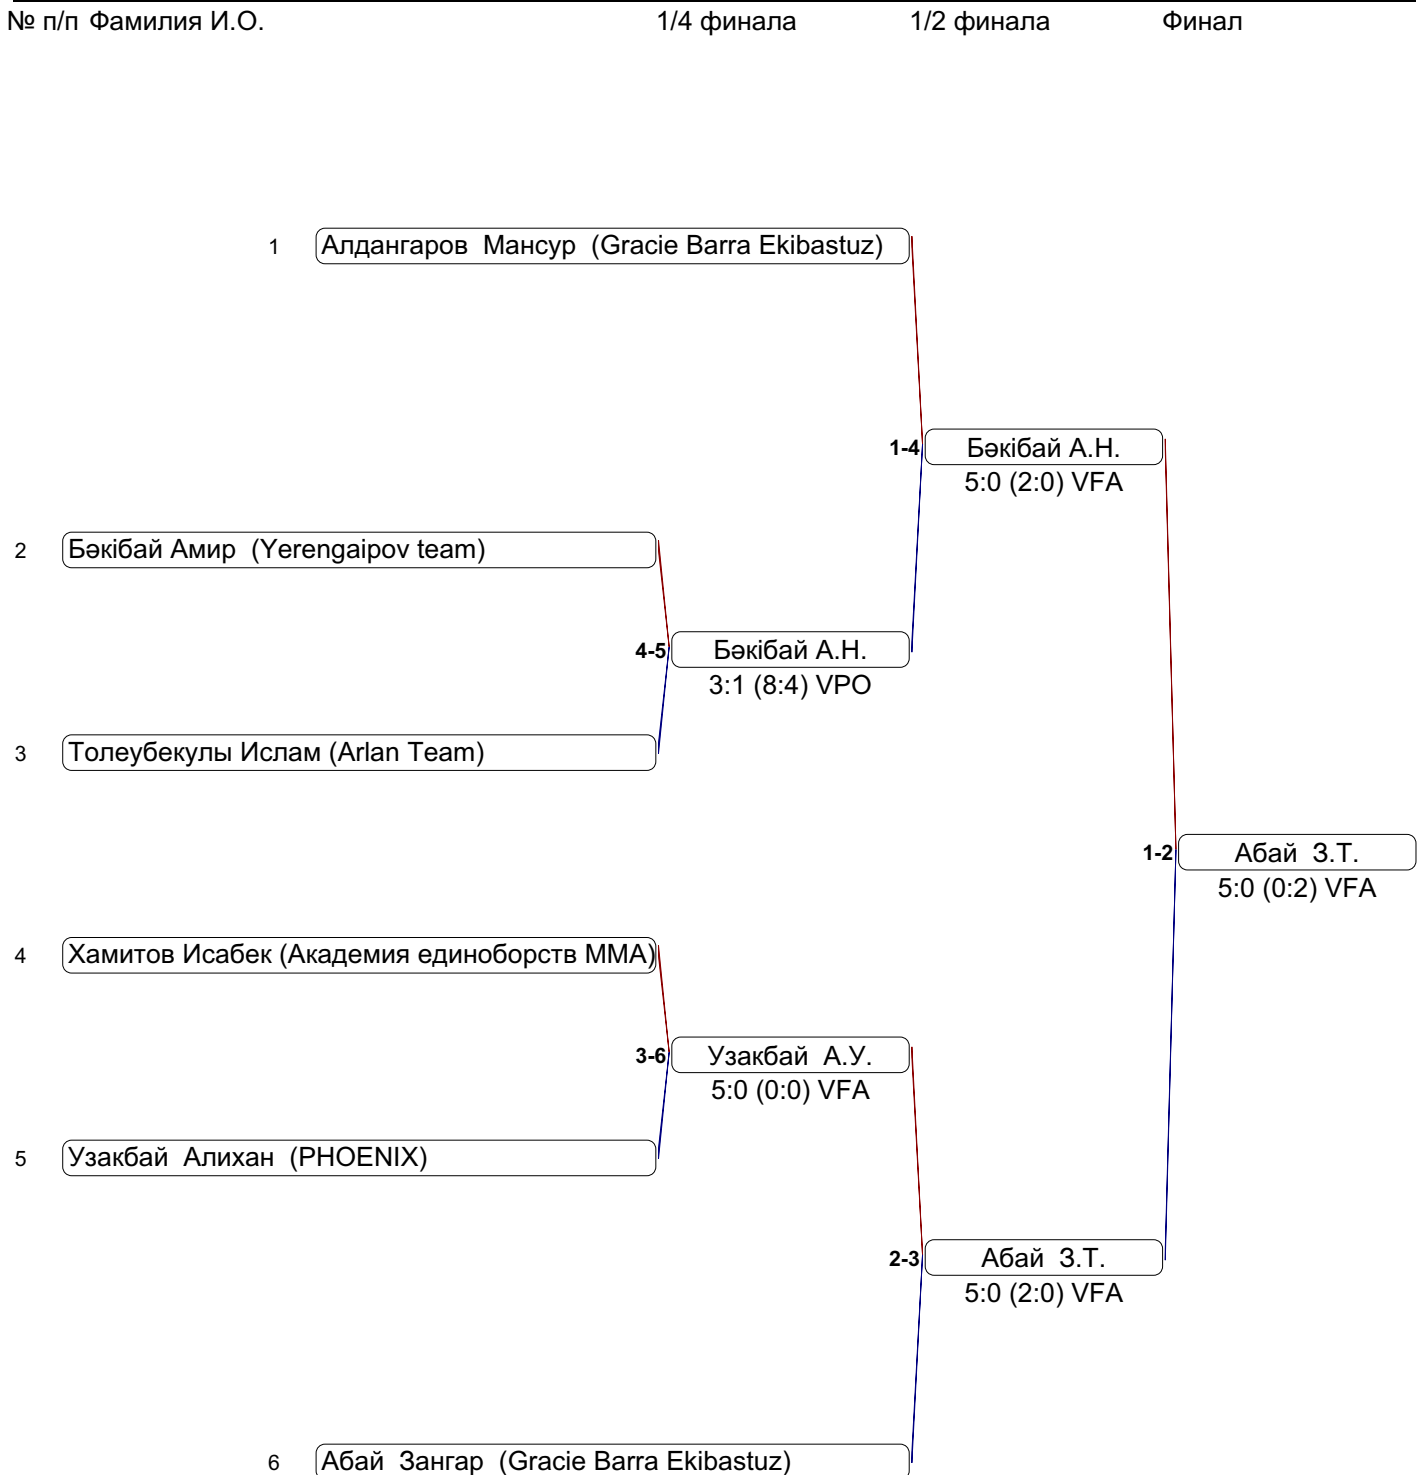 № п/п Фамилия И.О. 1/4 финала 1/2 финала Финал
1 Алдангаров Мансур (Gracie Barra Ekibastuz)
1-4 Бәкібай А.Н.
5:0 (2:0) VFA
2 Бәкібай Амир (Yerengaipov team)
4-5 Бәкібай А.Н.
3:1 (8:4) VPO
3 Толеубекулы Ислам (Arlan Team)
1-2 Абай З.Т.
5:0 (0:2) VFA
4 Хамитов Исабек (Академия единоборств ММА)
3-6 Узакбай А.У.
5:0 (0:0) VFA
5 Узакбай Алихан (PHOENIX)
2-3 Абай З.Т.
5:0 (2:0) VFA
6 Абай Зангар (Gracie Barra Ekibastuz)